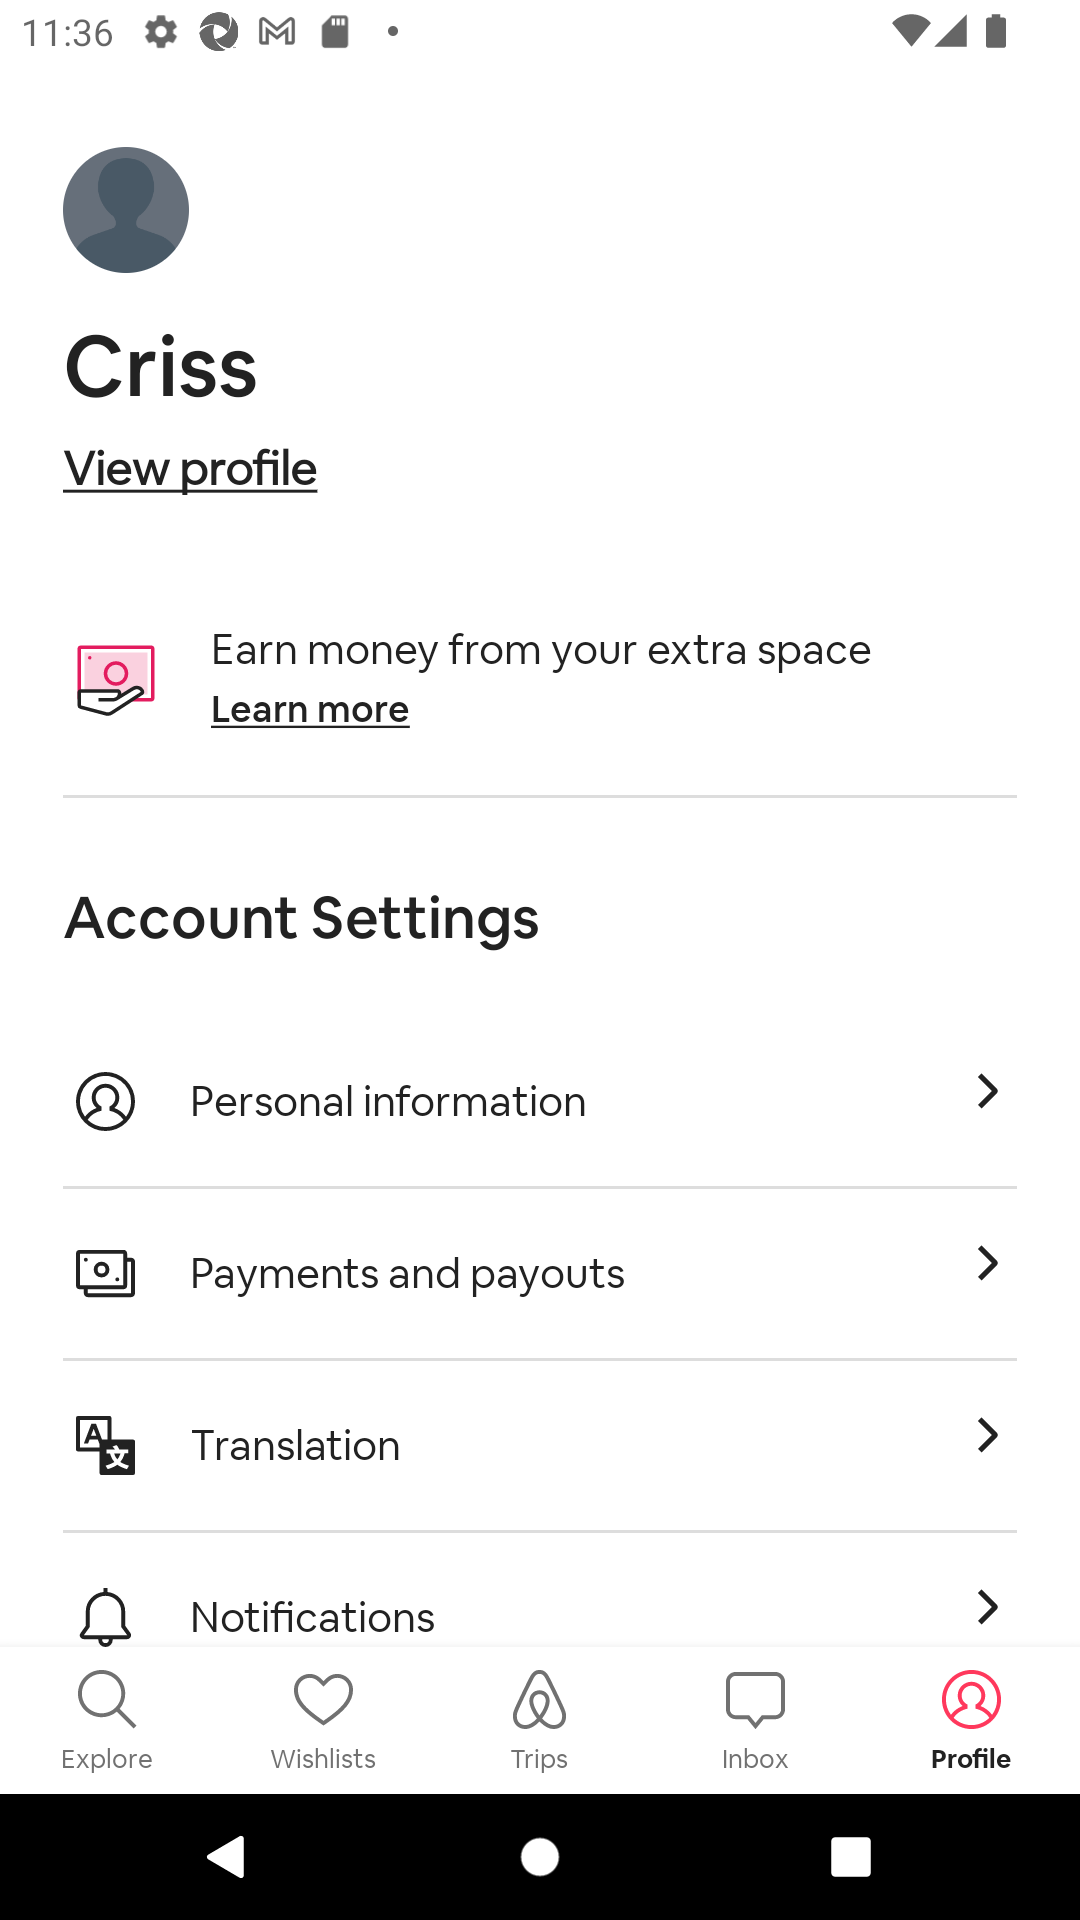 11:36
Criss
View profile
Earn money from your extra space
Learn more
Account Settings
Personal information
Payments and payouts
Translation
Notifications
Explore
Wishlists
Trips
Inbox
Profile